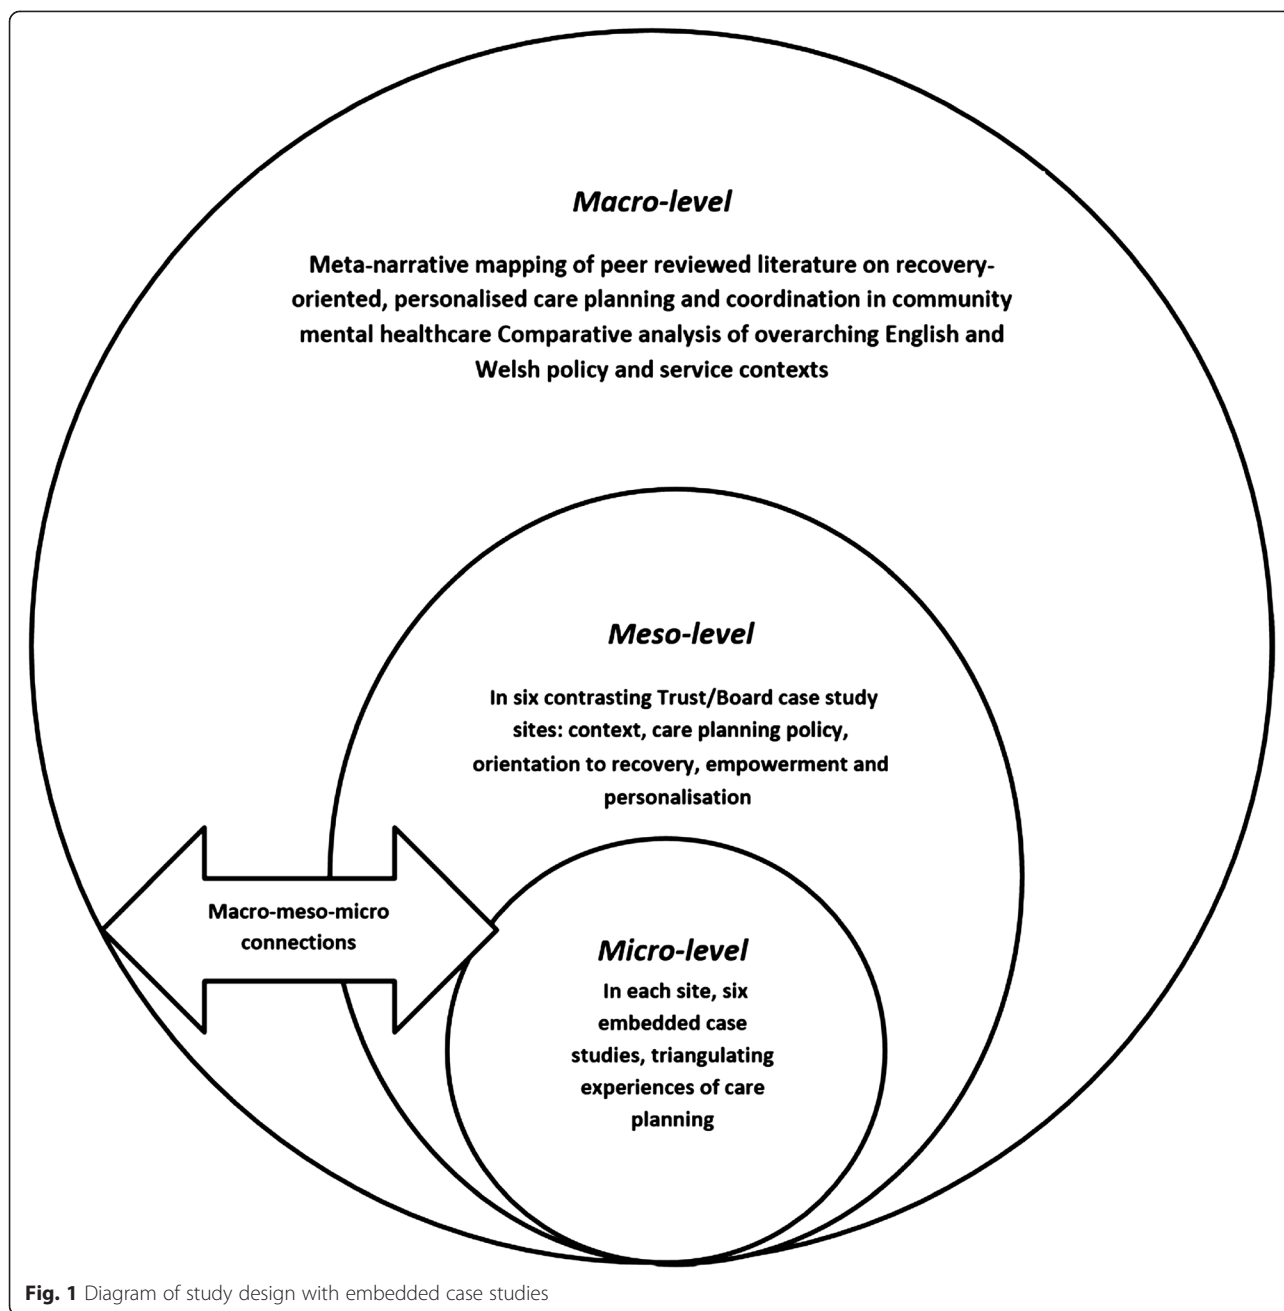 Macro-level
Meta-narrative mapping of peer reviewed literature on recovery-
oriented, personalised care planning and coordination in community
mental healthcare Comparative analysis of overarching English and
Welsh policy and service contexts
Meso-level
In six contrasting Trust/Board case study
sites: context, care planning policy,
orientation to recovery, empowerment and
personalisation
Macro-meso-micro
connections
Micro-level
In each site, six
embedded case
studies, triangulating
experiences of care
planning
Fig. 1 Diagram of study design with embedded case studies